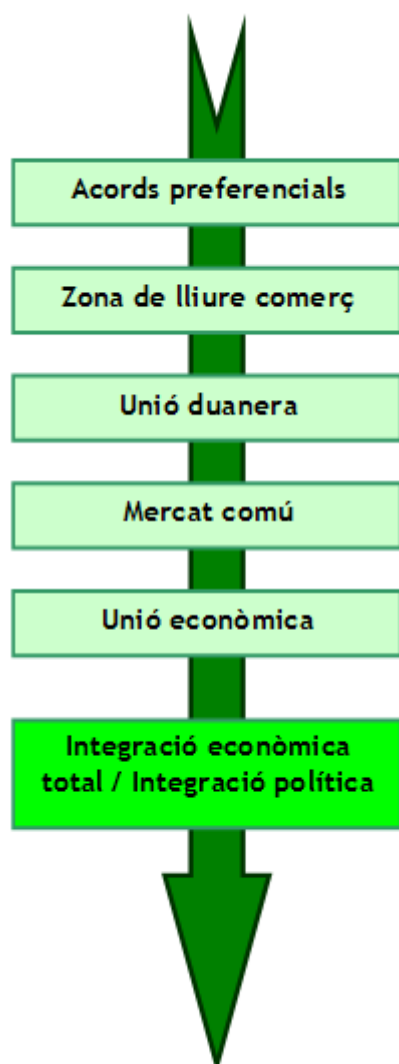 Acords preferencials
Zona de lliure comerç
Unió duanera
Mercat comú
Unió econòmica
Integració econòmica
total / Integració política